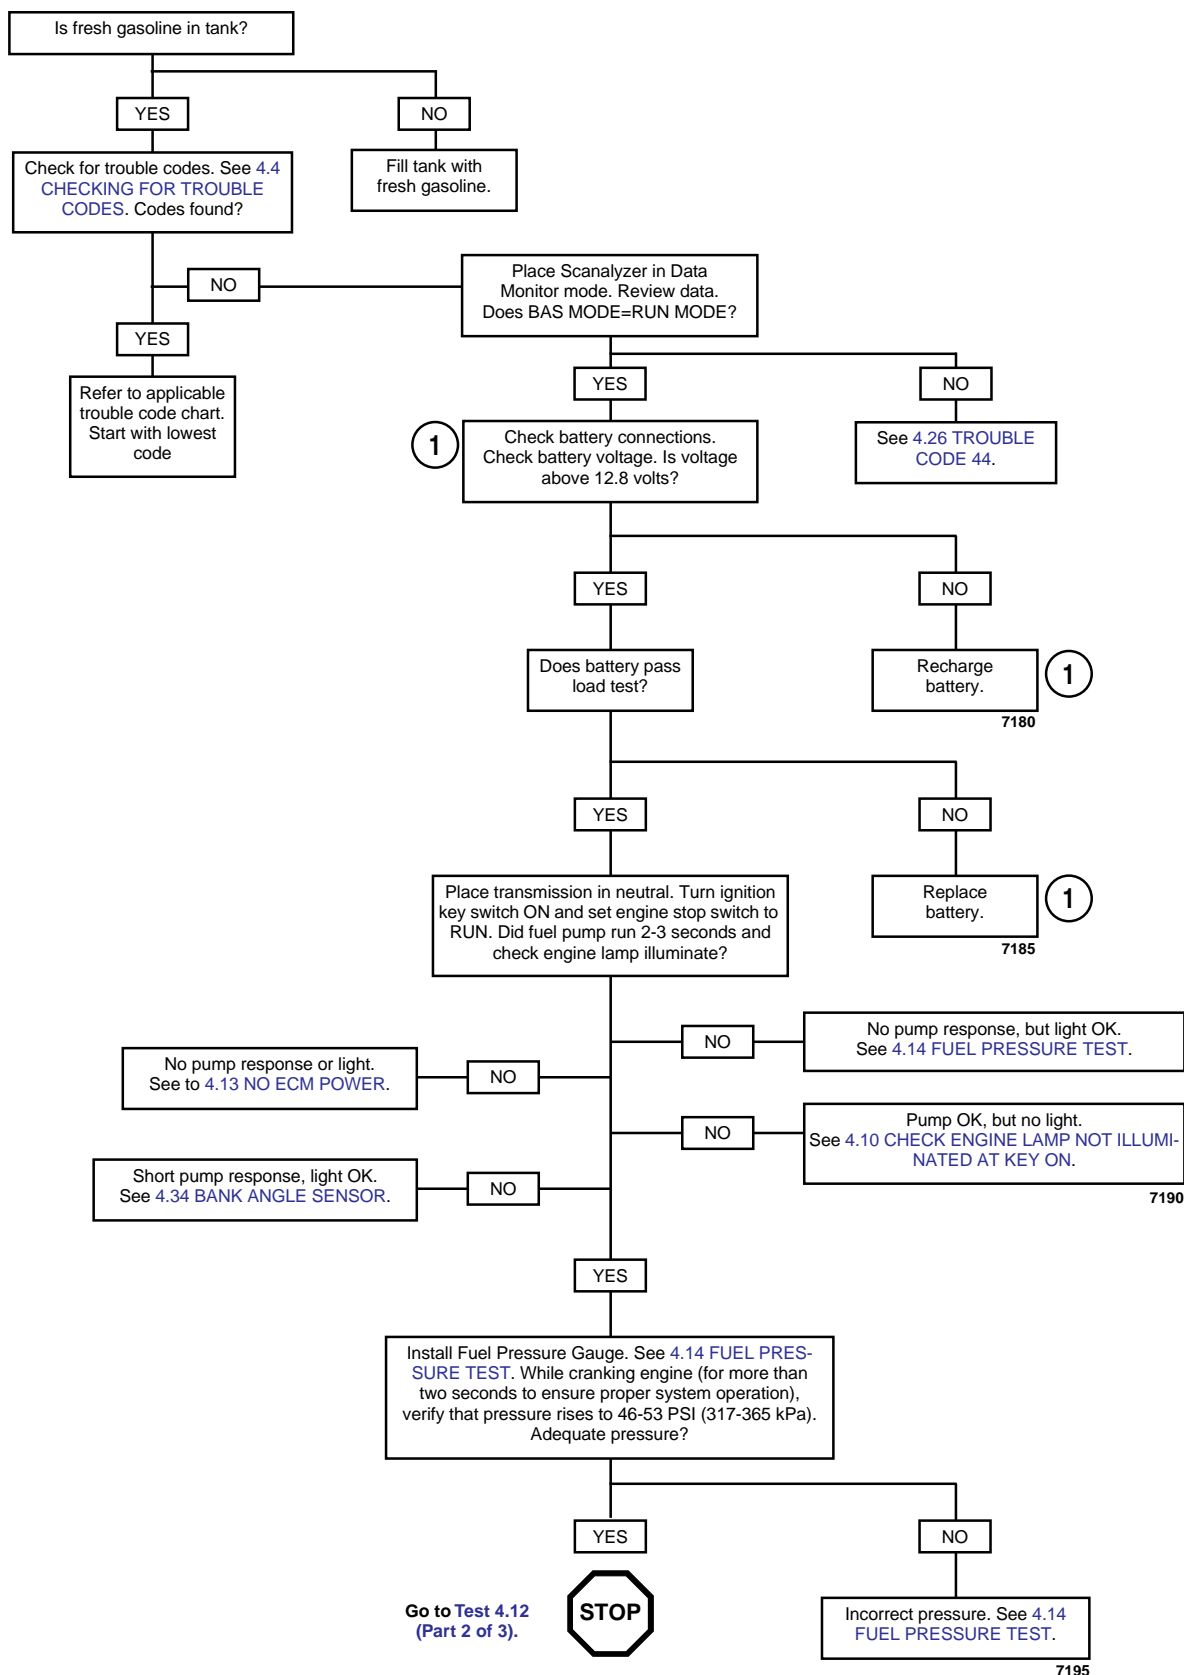 Is fresh gasoline in tank?
YES
NO
Check for trouble codes. See 4.4
CHECKING FOR TROUBLE
CODES. Codes found?
Fill tank with
fresh gasoline.
NO
Place Scanalyzer in Data
Monitor mode. Review data.
Does BAS MODE=RUN MODE?
YES
Refer to applicable
trouble code chart.
Start with lowest
code
YES
NO
1
Check battery connections.
Check battery voltage. Is voltage
above 12.8 volts?
See 4.26 TROUBLE
CODE 44.
YES
NO
Does battery pass
load test?
Recharge
battery.
1
7180
YES
NO
Place transmission in neutral. Turn ignition
key switch ON and set engine stop switch to
RUN. Did fuel pump run 2-3 seconds and
check engine lamp illuminate?
Replace
battery.
1
7185
NO
No pump response, but light OK.
See 4.14 FUEL PRESSURE TEST.
No pump response or light.
See to 4.13 NO ECM POWER.
NO
NO
Pump OK, but no light.
See 4.10 CHECK ENGINE LAMP NOT ILLUMI-
NATED AT KEY ON.
7190
Short pump response, light OK.
See 4.34 BANK ANGLE SENSOR.
NO
YES
Install Fuel Pressure Gauge. See 4.14 FUEL PRES-
SURE TEST. While cranking engine (for more than
two seconds to ensure proper system operation),
verify that pressure rises to 46-53 PSI (317-365 kPa).
Adequate pressure?
YES
NO
Go to Test 4.12
(Part 2 of 3).
STOP
Incorrect pressure. See 4.14
FUEL PRESSURE TEST.
7195